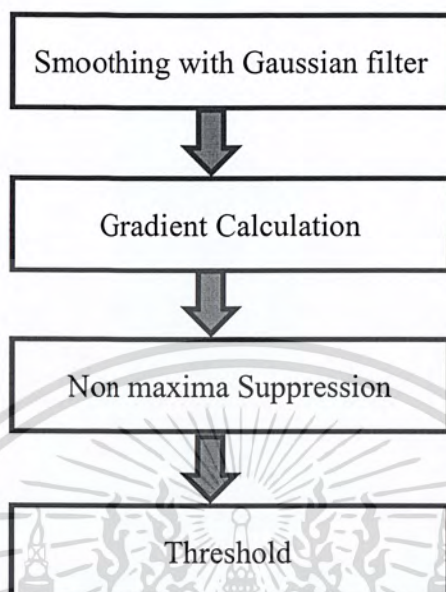 Smoothing with Gaussian filter
Gradient Calculation
Non maxima Suppression
Threshold